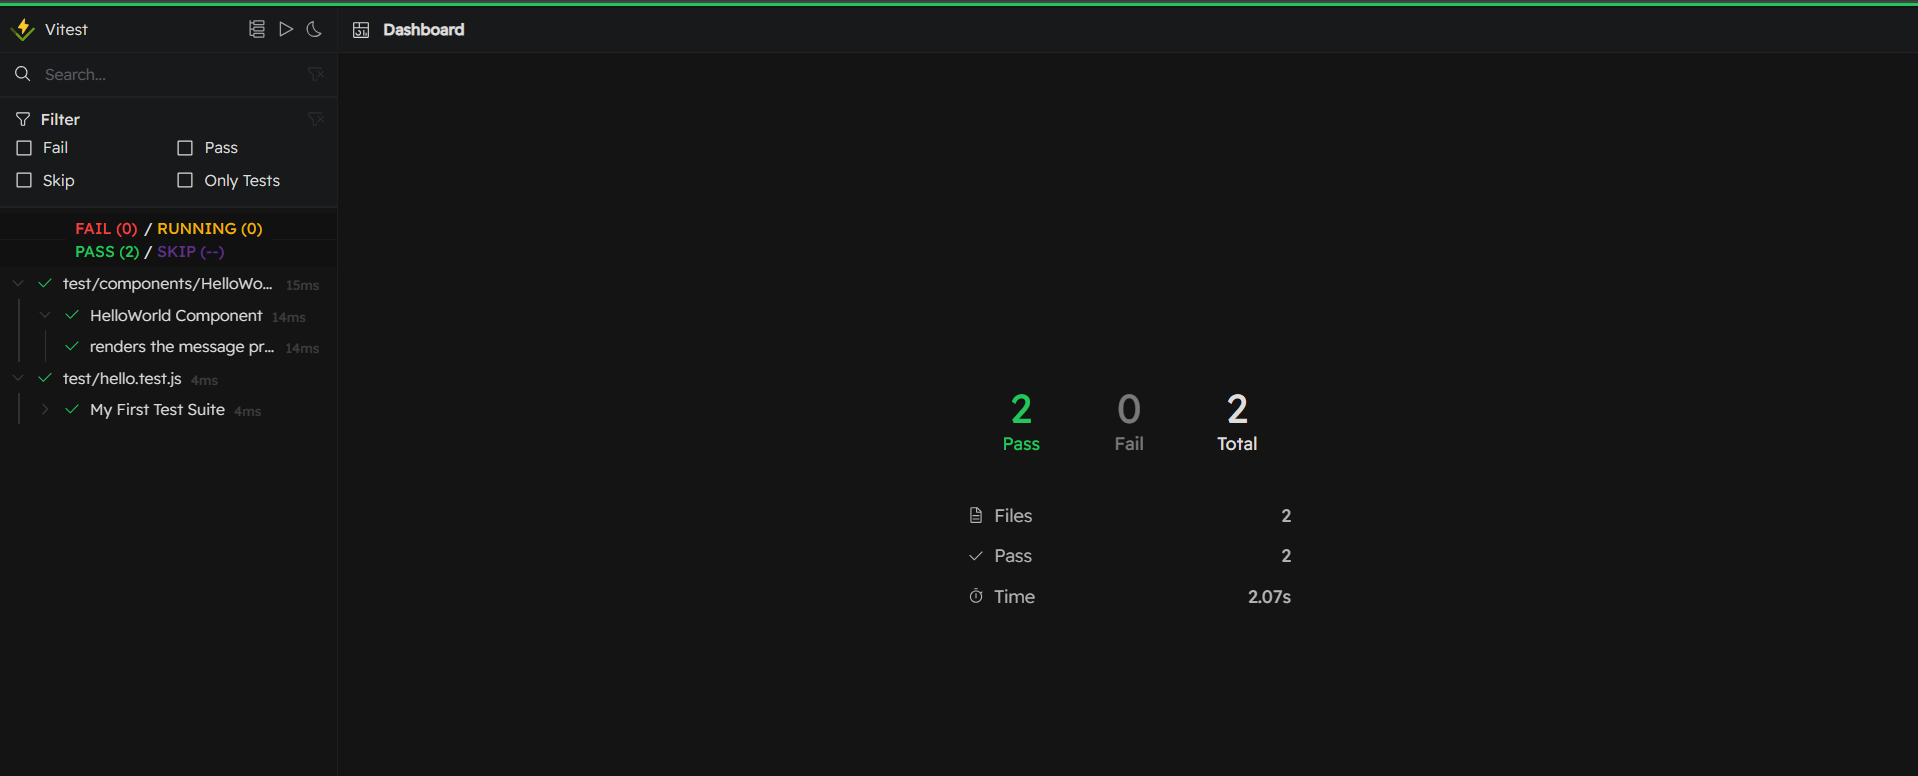 Vitest
Dashboard
Search...
Filter
Fail
Pass
Skip
Only Tests
FAIL (0) / RUNNING (0)
PASS (2) / SKIP (--)
test/components/HelloWo... 15ms
HelloWorld Component 14ms
renders the message pr... 14ms
test/hello.test.js 4ms
My First Test Suite 4ms
2
Pass
0
Fail
2
Total
Files 2
Pass 2
Time 2.07s